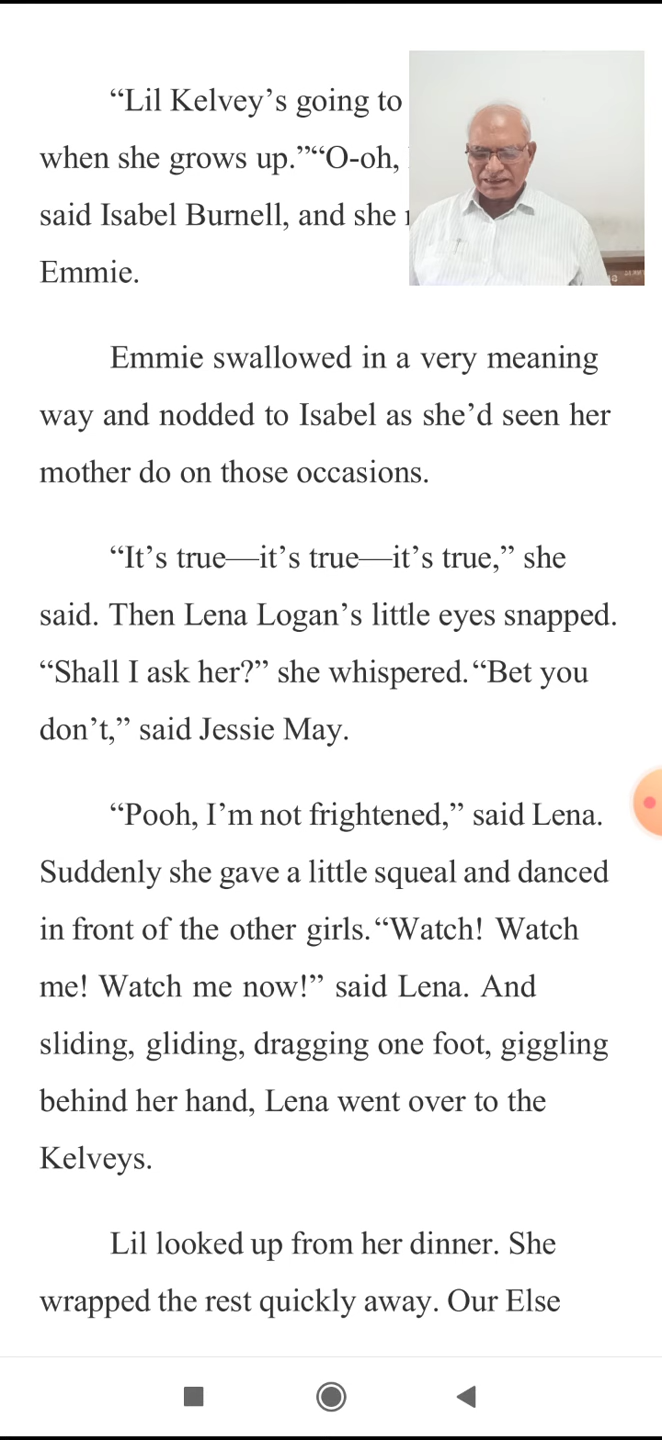 “Lil Kelvey’s going to
when she grows up.”“O-oh,
said Isabel Burnell, and she
Emmie.
Emmie swallowed in a very meaning
way and nodded to Isabel as she’d seen her
mother do on those occasions.
“It’s true—it’s true—it’s true,” she
said. Then Lena Logan’s little eyes snapped.
“Shall I ask her?” she whispered.“Bet you
don’t,” said Jessie May.
“Pooh, I’m not frightened,” said Lena.
Suddenly she gave a little squeal and danced
in front of the other girls.“Watch! Watch
me! Watch me now!” said Lena. And
sliding, gliding, dragging one foot, giggling
behind her hand, Lena went over to the
Kelveys.
Lil looked up from her dinner. She
wrapped the rest quickly away. Our Else